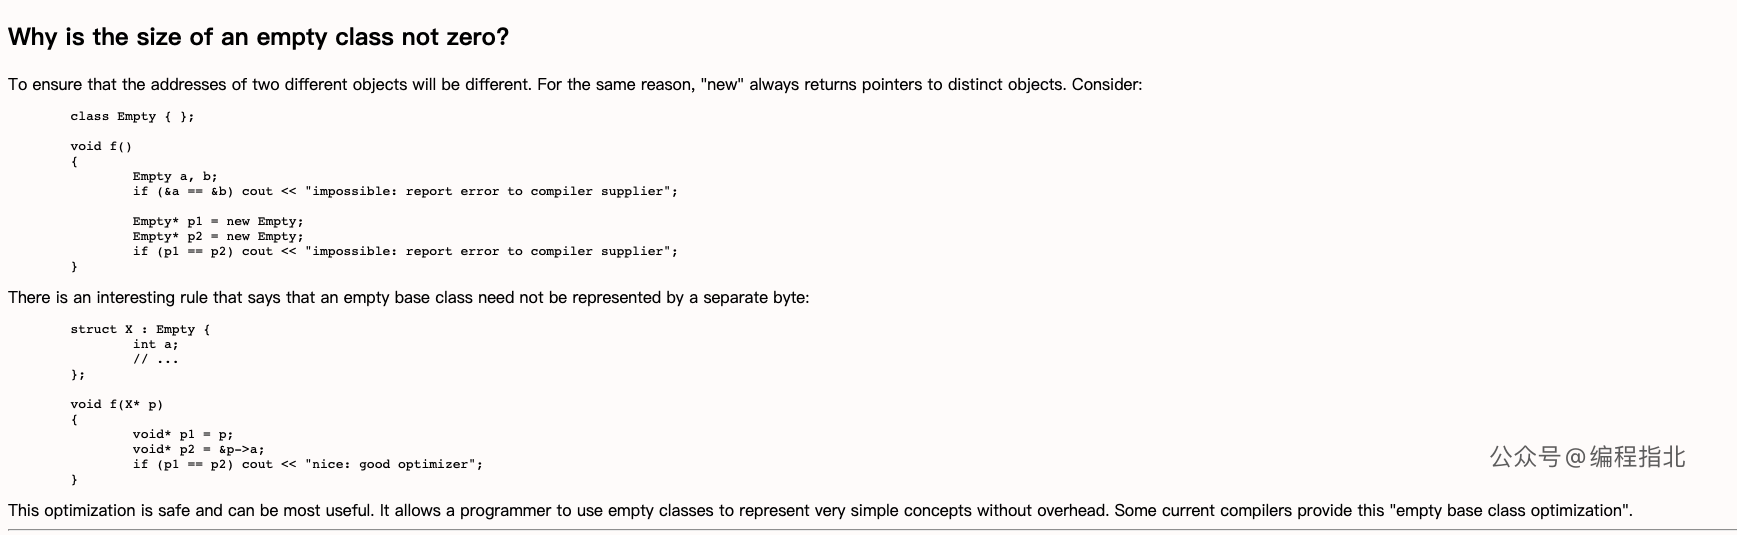 Why is the size of an empty class not zero?
To ensure that the addresses of two different objects will be different. For the same reason, "new" always returns pointers to distinct objects. Consider:
class Empty { };
void f()
{
Empty a, b;
if (&a == &b) cout << "impossible: report error to compiler supplier";
Empty* p1 = new Empty;
Empty* p2 = new Empty;
if (p1 == p2) cout << "impossible: report error to compiler supplier";
}
There is an interesting rule that says that an empty base class need not be represented by a separate byte:
struct X : Empty {
int a;
// ...
};
void f(X* p)
{
void* p1 = p;
void* p2 = &p->a;
if (p1 == p2) cout << "nice: good optimizer";
}
公众号@编程指北
This optimization is safe and can be most useful. It allows a programmer to use empty classes to represent very simple concepts without overhead. Some current compilers provide this "empty base class optimization".